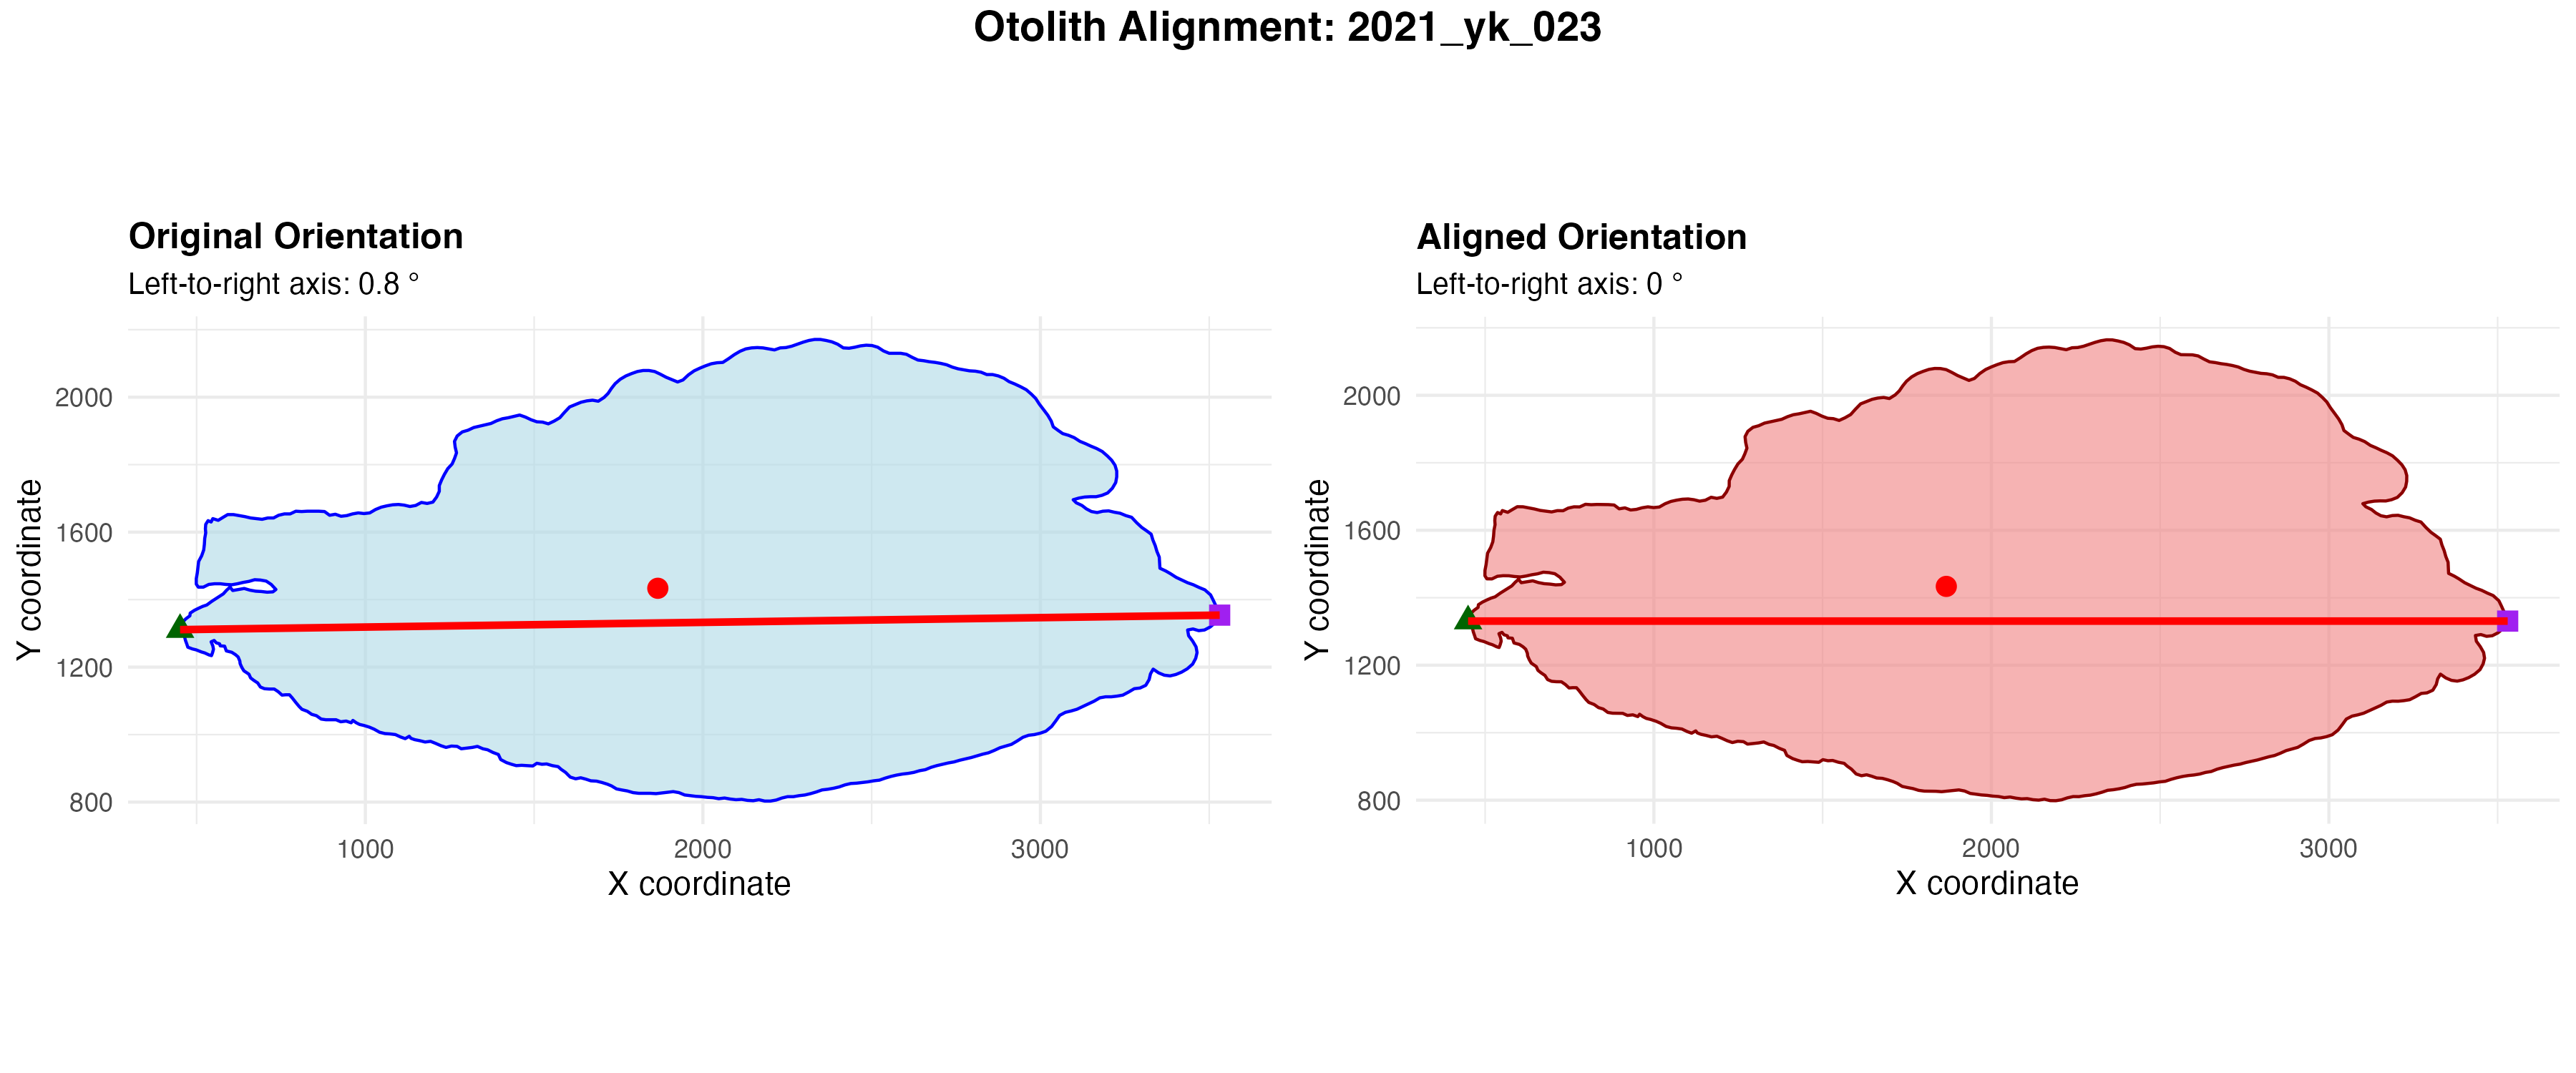 Otolith Alignment: 2021_yk_023
Original Orientation
Left-to-right axis: 0.8 °
Y coordinate
2000
1600
1200
800
1000
2000
3000
X coordinate
Aligned Orientation
Left-to-right axis: 0 °
Y coordinate
2000
1600
1200
800
1000
2000
3000
X coordinate